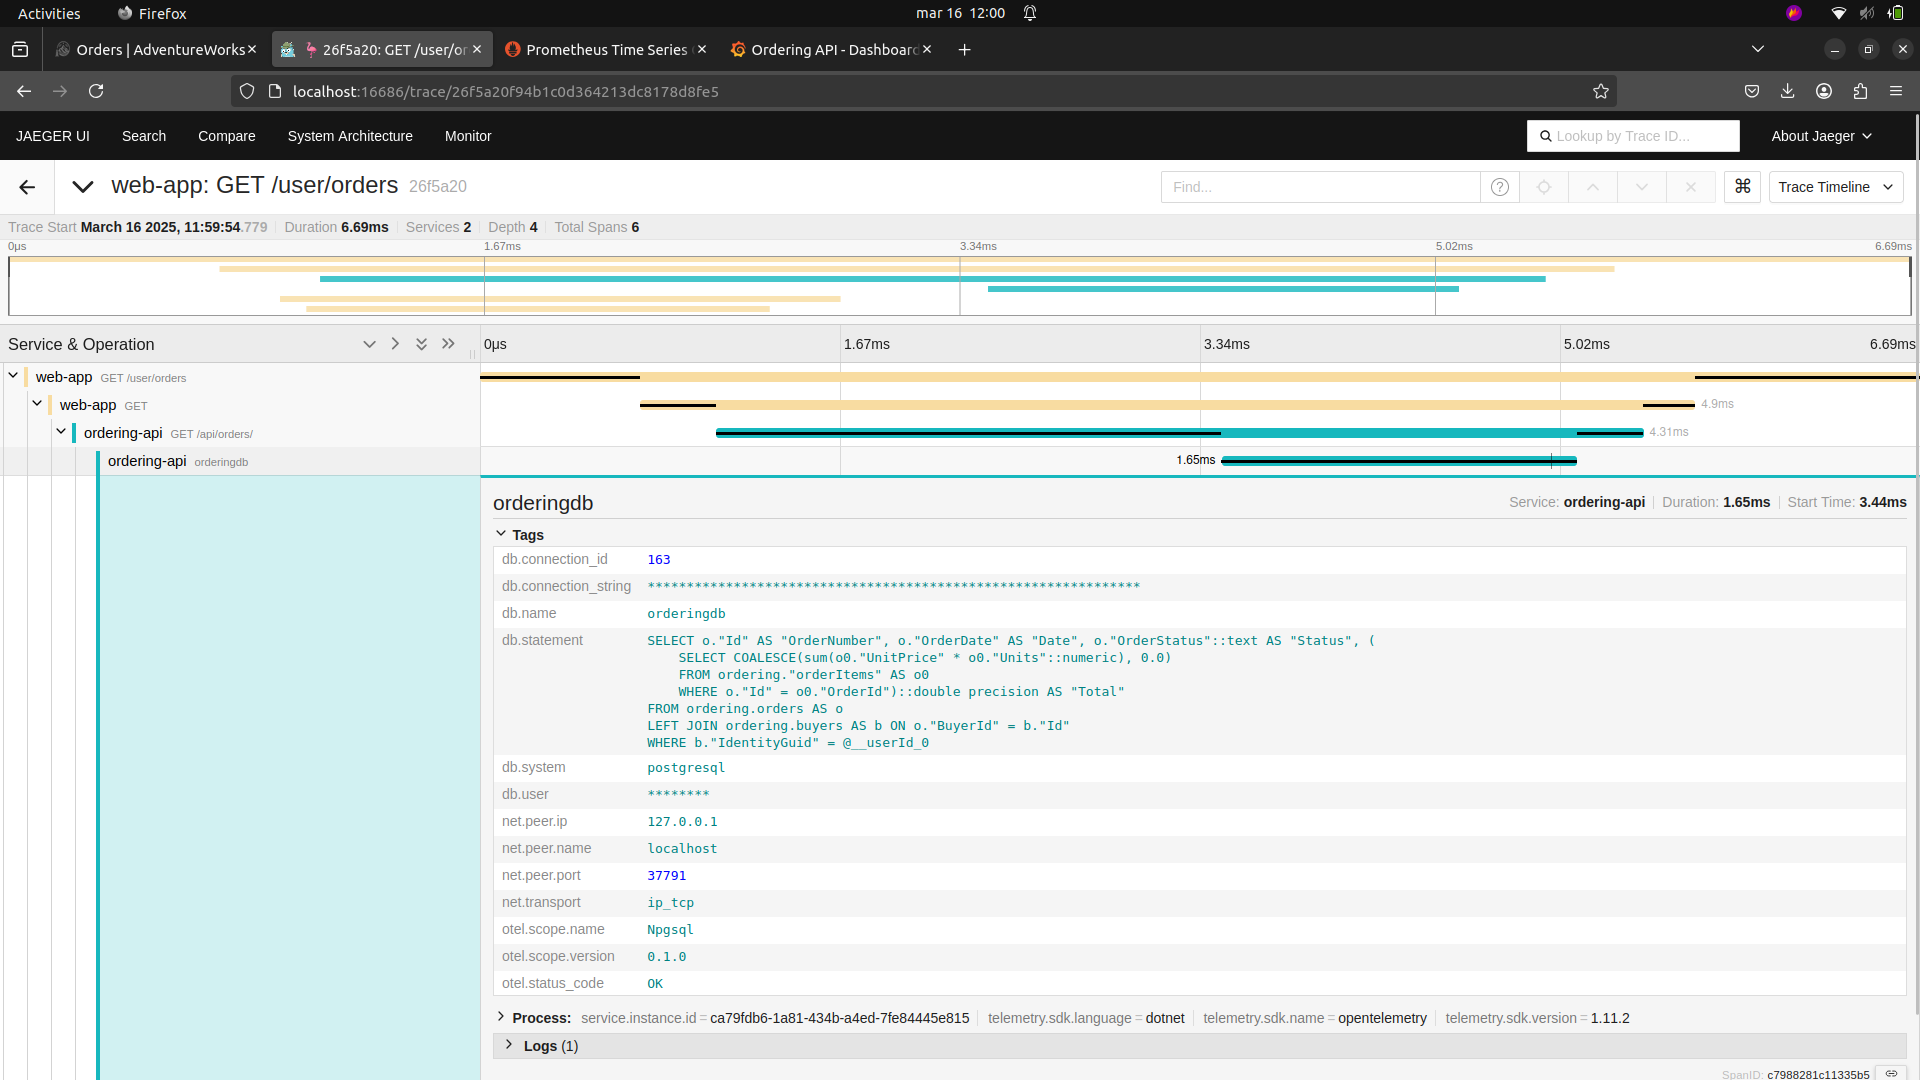 Activities Firefox mar 16 12:00
Orders | AdventureWorks 26f5a20: GET /user/or Prometheus Time Series Ordering API - Dashboard
localhost:16686/trace/26f5a20f94b1c0d364213dc8178d8fe5
JAEGER UI Search Compare System Architecture Monitor Lookup by Trace ID... About Jaeger
web-app: GET /user/orders 26f5a20 Find... Trace Timeline
Trace Start March 16 2025, 11:59:54.779 Duration 6.69ms Services 2 Depth 4 Total Spans 6
0μs 1.67ms 3.34ms 5.02ms 6.69ms
Service & Operation 0μs 1.67ms 3.34ms 5.02ms 6.69ms
web-app GET /user/orders
web-app GET 4.9ms
ordering-api GET /api/orders/ 4.31ms
ordering-api orderingdb 1.65ms
orderingdb Service: ordering-api Duration: 1.65ms Start Time: 3.44ms
Tags
db.connection_id 163
db.connection_string ***************************************************************
db.name orderingdb
db.statement SELECT o."Id" AS "OrderNumber", o."OrderDate" AS "Date", o."OrderStatus"::text AS "Status", (
SELECT COALESCE(sum(o0."UnitPrice" * o0."Units"::numeric), 0.0)
FROM ordering."orderItems" AS o0
WHERE o."Id" = o0."OrderId")::double precision AS "Total"
FROM ordering.orders AS o
LEFT JOIN ordering.buyers AS b ON o."BuyerId" = b."Id"
WHERE b."IdentityGuid" = @__userId_0
db.system postgresql
db.user ********
net.peer.ip 127.0.0.1
net.peer.name localhost
net.peer.port 37791
net.transport ip_tcp
otel.scope.name Npgsql
otel.scope.version 0.1.0
otel.status_code OK
Process: service.instance.id = ca79fdb6-1a81-434b-a4ed-7fe84445e815 telemetry.sdk.language = dotnet telemetry.sdk.name = opentelemetry telemetry.sdk.version = 1.11.2
Logs (1)
SpanID: c7988281c11335b5